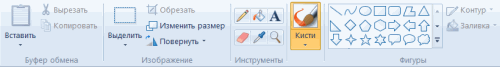 Вставить
Вырезать
Копировать
Буфер обмена
Выделить
Обрезать
Изменить размер
Повернуть
Изображение
A
Инструменты
Кисти
Фигуры
Контур
Заливка